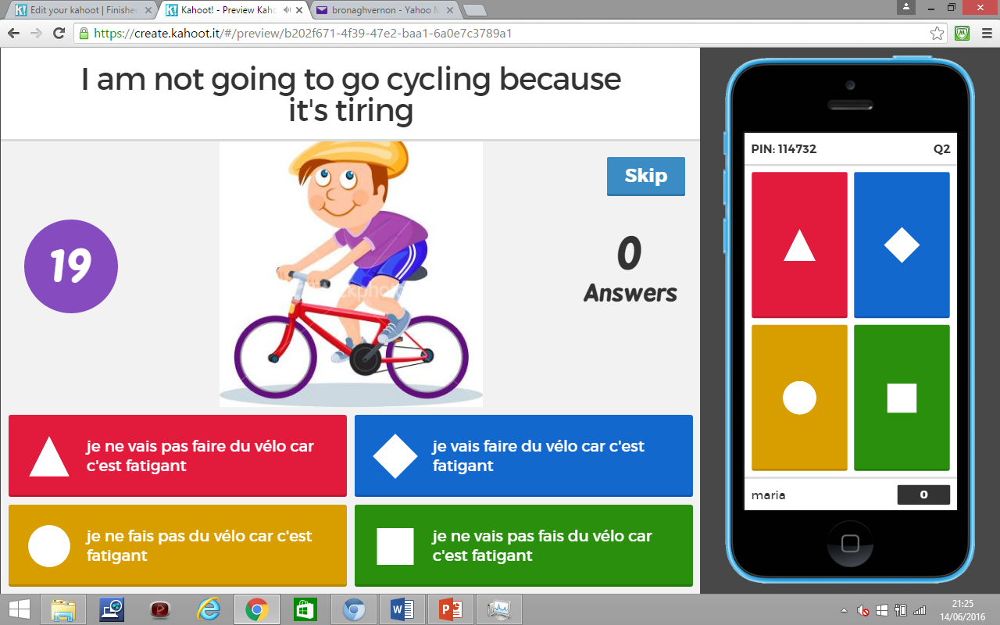 Edit your kahoot | Finished
Kahoot! - Preview Kaho
bronaghvernon - Yahoo M
https://create.kahoot.it/#/preview/b202f671-4f39-47e2-baa1-6a0e7c3789a1
I am not going to go cycling because
it's tiring
Skip
19
0
Answers
je ne vais pas faire du vélo car
c'est fatigant
je vais faire du vélo car c'est
fatigant
je ne fais pas du vélo car c'est
fatigant
je ne vais pas fais du vélo car
c'est fatigant
PIN: 114732 Q2
maria 0
21:25
14/06/2016